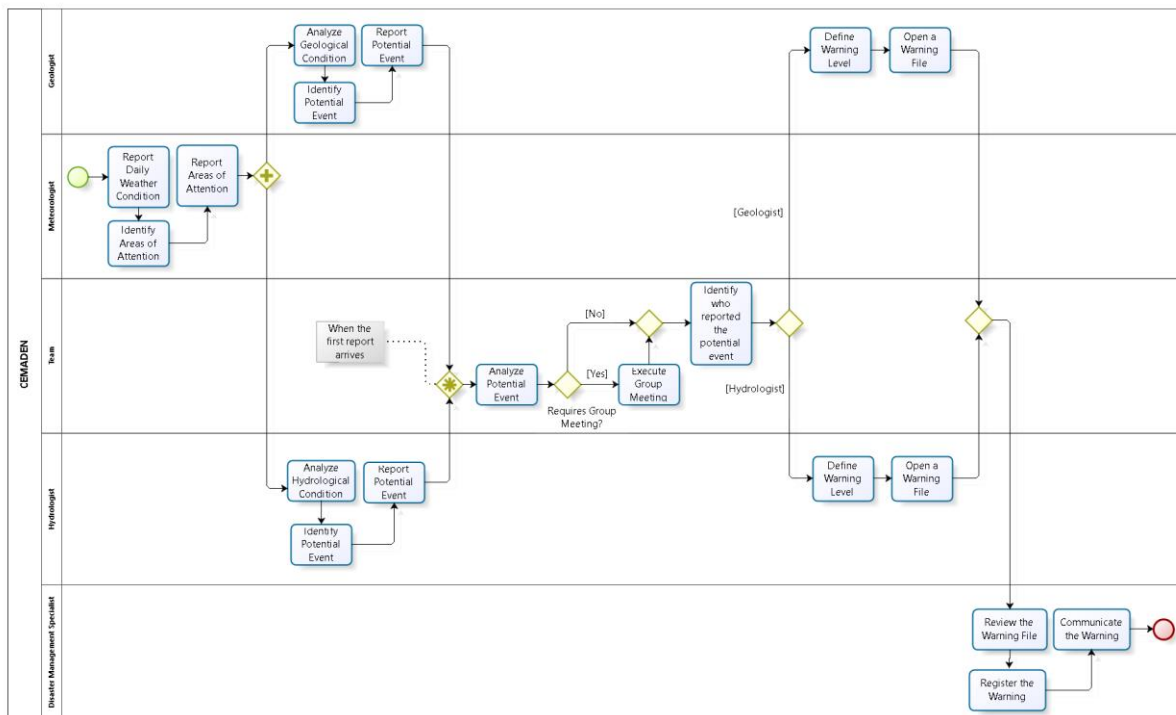 CEMADEN
Geologist
Analyze
Geological
Condition
Identify
Potential
Event
Report
Potential
Event
Define
Warning
Level
Open a
Warning
File
Meteorologist
Report
Daily
Weather
Condition
Identify
Areas of
Attention
Report
Areas of
Attention
[Geologist]
Team
When the
first report
arrives
Analyze
Potential
Event
Requires Group
Meeting?
[No]
[Yes]
Execute
Group
Meeting
Identify
who
reported
the
potential
event
[Hydrologist]
Hydrologist
Analyze
Hydrological
Condition
Identify
Potential
Event
Report
Potential
Event
Define
Warning
Level
Open a
Warning
File
Disaster Management Specialist
Review the
Warning File
Register the
Warning
Communicate
the Warning